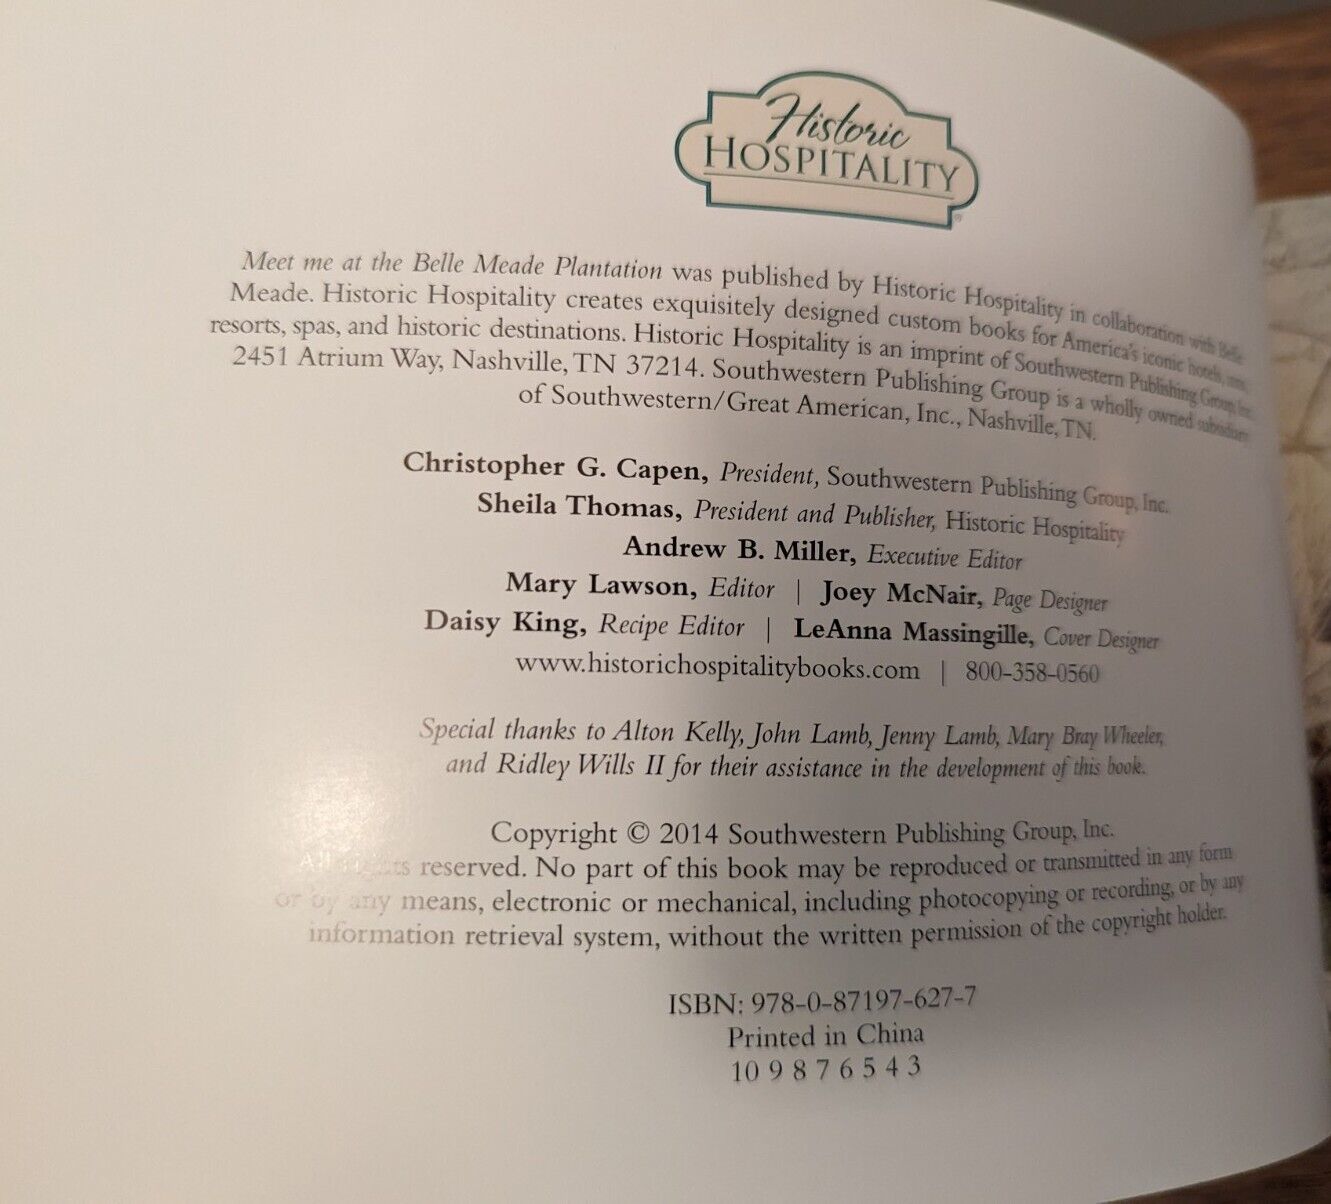 Historic
HOSPITALITY
Meet me at the Belle Meade Plantation was published by Historic Hospitality in collaboration with Belle
Meade. Historic Hospitality creates exquisitely designed custom books for America's iconic hotels, inns,
resorts, spas, and historic destinations. Historic Hospitality is an imprint of Southwestern Publishing Group, Inc.
2451 Atrium Way, Nashville, TN 37214. Southwestern Publishing Group is a wholly owned subsidiary
of Southwestern/Great American, Inc., Nashville, TN.
Christopher G. Capen, President, Southwestern Publishing Group, Inc.
Sheila Thomas, President and Publisher, Historic Hospitality
Andrew B. Miller, Executive Editor
Mary Lawson, Editor | Joey McNair, Page Designer
Daisy King, Recipe Editor | LeAnna Massingille, Cover Designer
www.historichospitalitybooks.com | 800-358-0560
Special thanks to Alton Kelly, John Lamb, Jenny Lamb, Mary Bray Wheeler,
and Ridley Wills II for their assistance in the development of this book.
Copyright © 2014 Southwestern Publishing Group, Inc.
All rights reserved. No part of this book may be reproduced or transmitted in any form
or by any means, electronic or mechanical, including photocopying or recording, or by any
information retrieval system, without the written permission of the copyright holder.
ISBN: 978-0-87197-627-7
Printed in China
10 9 8 7 6 5 4 3